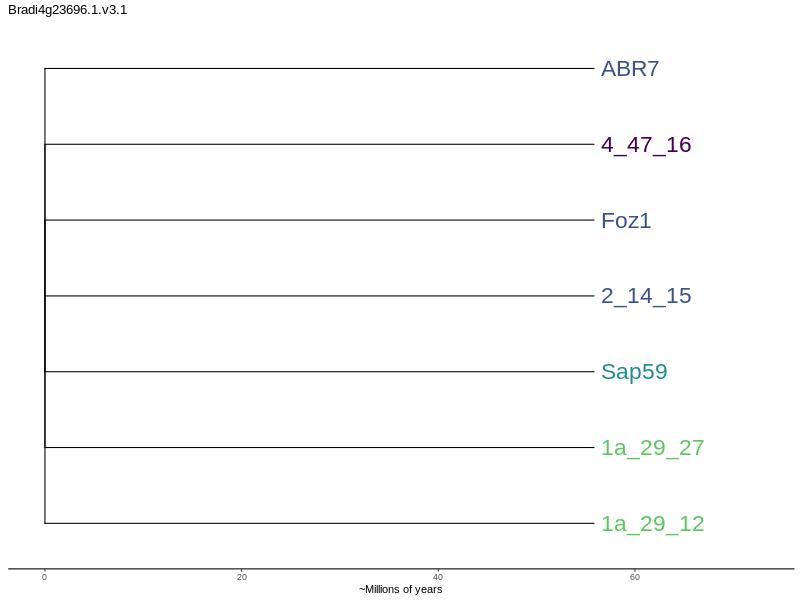 Bradi4g23696.1.v3.1
ABR7
4_47_16
Foz1
2_14_15
Sap59
1a_29_27
1a_29_12
0 20 40 60
~Millions of years